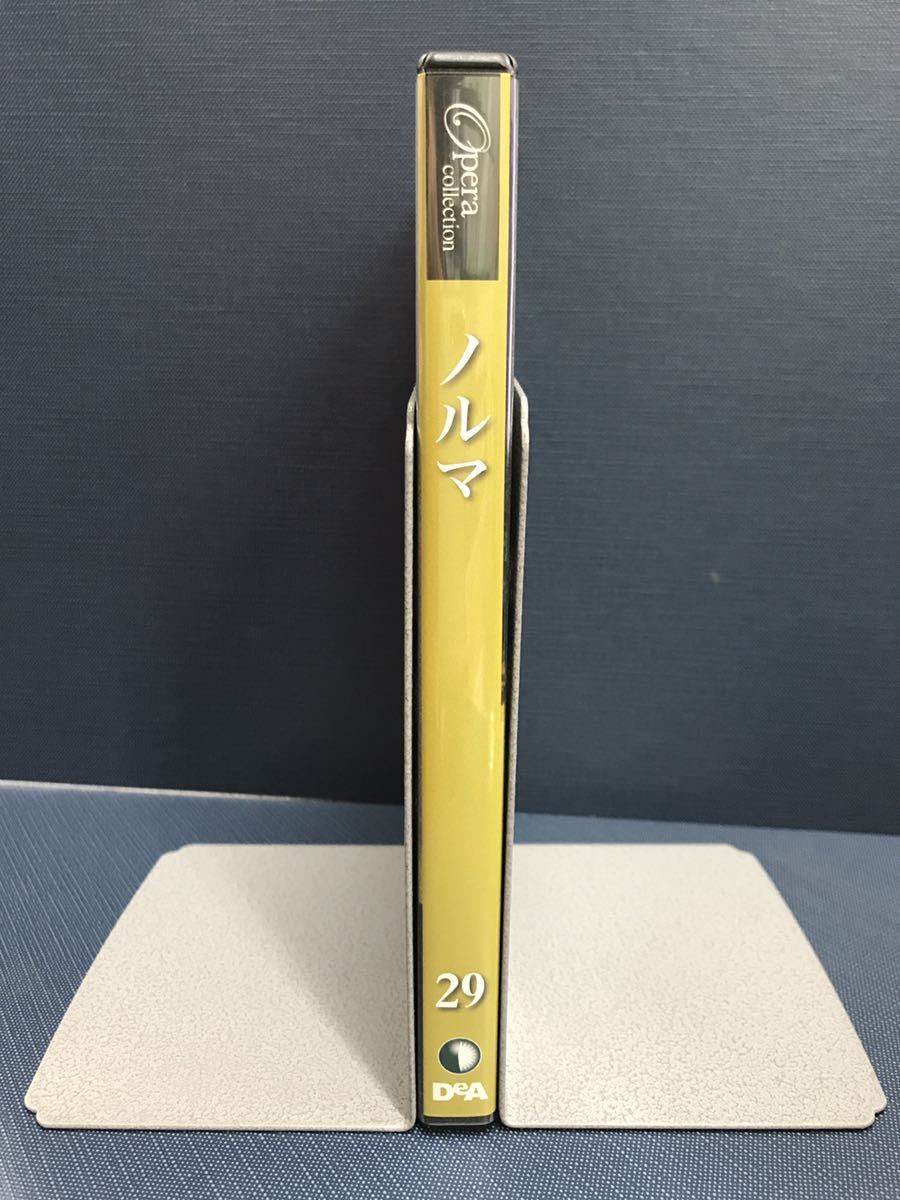 Opera
collection
ノルマ
29
DeA